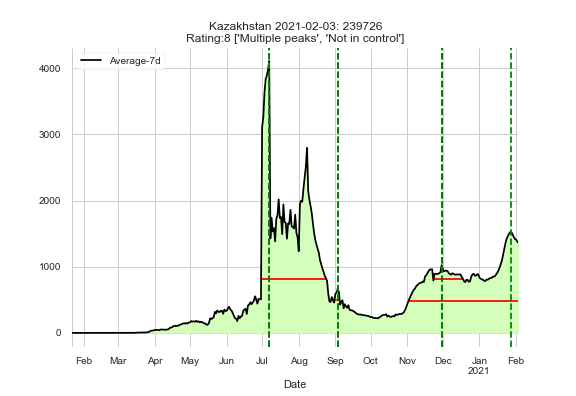 Kazakhstan 2021-02-03: 239726
Rating:8 ['Multiple peaks', 'Not in control']
Average-7d
4000
3000
2000
1000
0
Feb Mar Apr May Jun Jul Aug Sep Oct Nov Dec Jan Feb
2021
Date